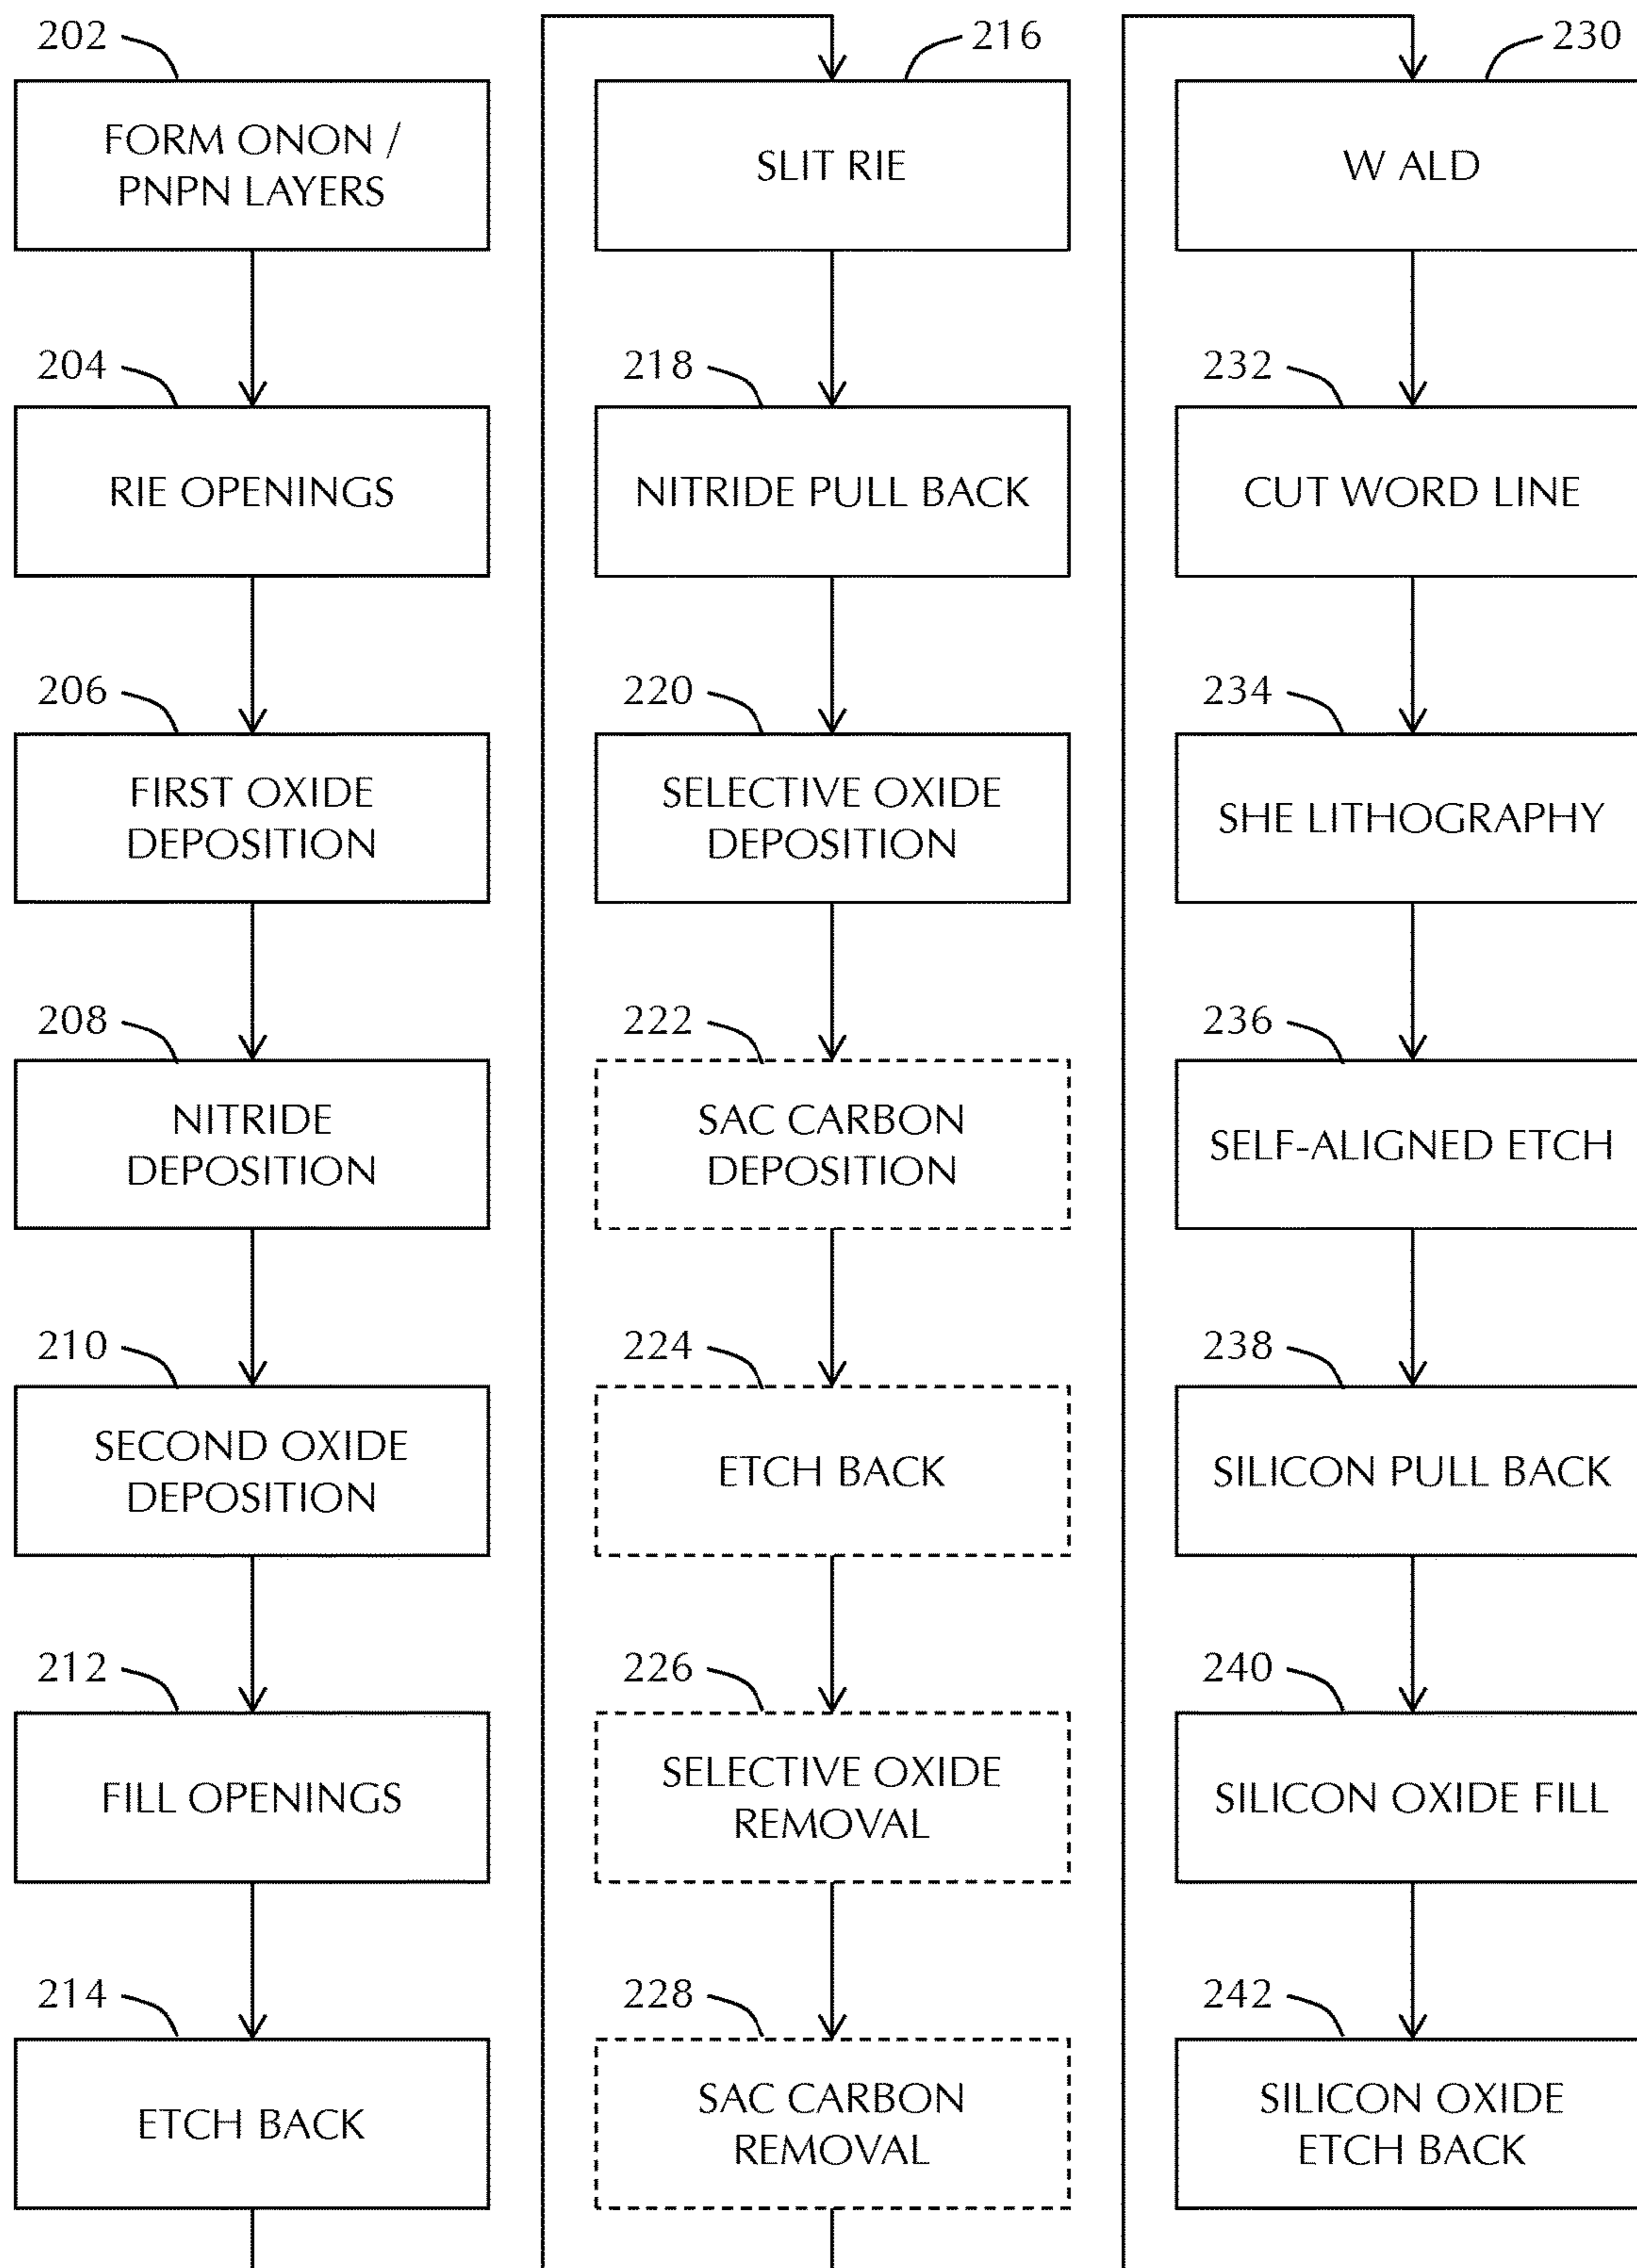 202
FORM ONON /
PNPN LAYERS
204
RIE OPENINGS
206
FIRST OXIDE
DEPOSITION
208
NITRIDE
DEPOSITION
210
SECOND OXIDE
DEPOSITION
212
FILL OPENINGS
214
ETCH BACK
216
SLIT RIE
218
NITRIDE PULL BACK
220
SELECTIVE OXIDE
DEPOSITION
222
SAC CARBON
DEPOSITION
224
ETCH BACK
226
SELECTIVE OXIDE
REMOVAL
228
SAC CARBON
REMOVAL
230
W ALD
232
CUT WORD LINE
234
SHE LITHOGRAPHY
236
SELF-ALIGNED ETCH
238
SILICON PULL BACK
240
SILICON OXIDE FILL
242
SILICON OXIDE
ETCH BACK